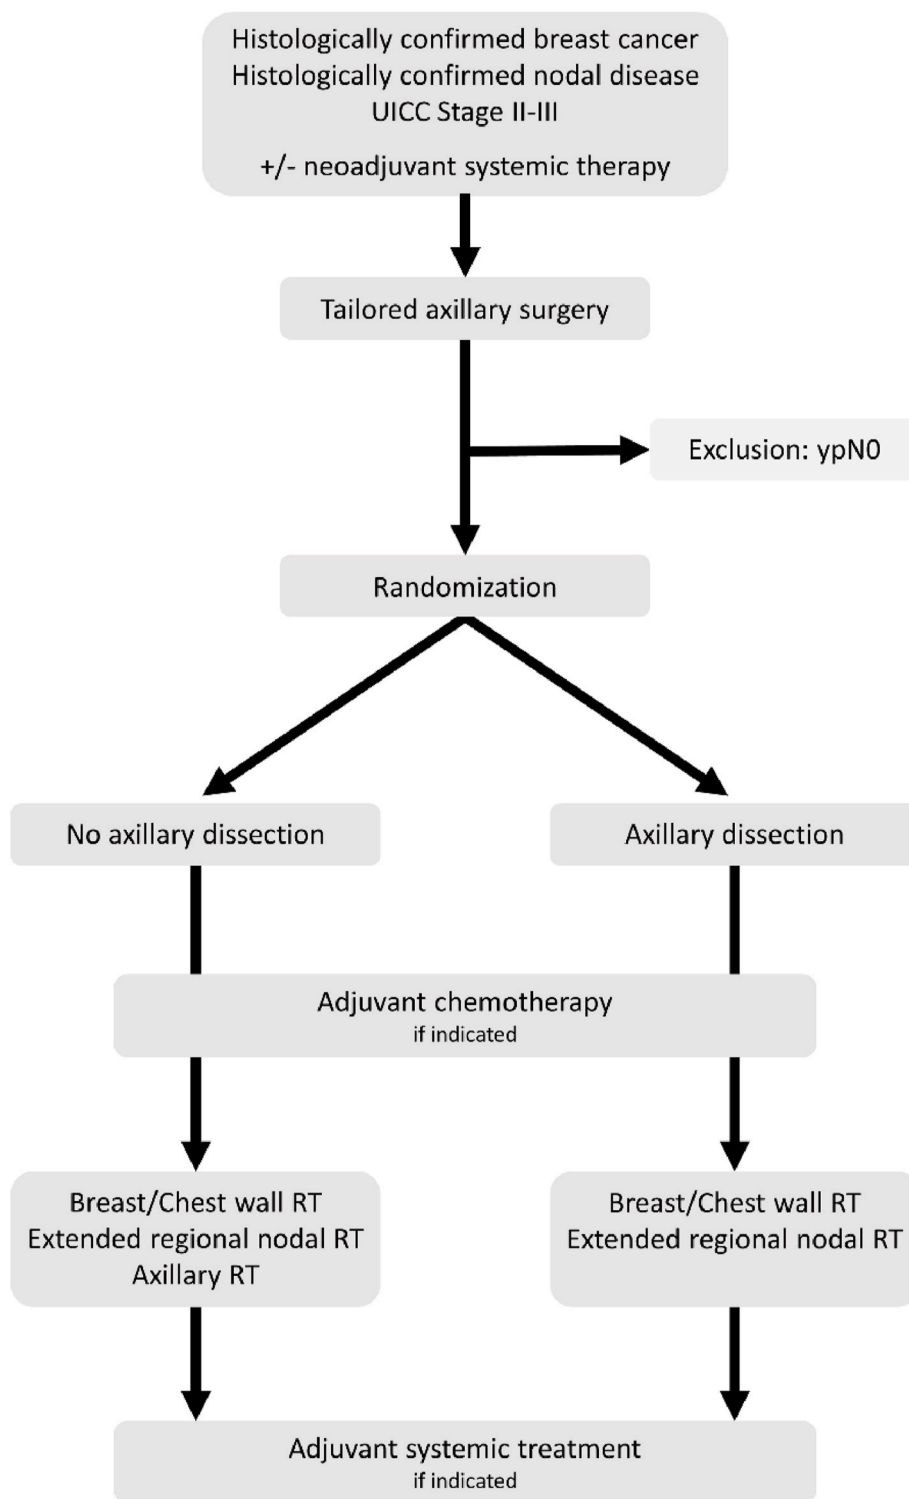 Histologically confirmed breast cancer
Histologically confirmed nodal disease
UICC Stage II-III
+/- neoadjuvant systemic therapy
Tailored axillary surgery
Exclusion: ypN0
Randomization
No axillary dissection
Axillary dissection
Adjuvant chemotherapy
if indicated
Breast/Chest wall RT
Extended regional nodal RT
Axillary RT
Breast/Chest wall RT
Extended regional nodal RT
Adjuvant systemic treatment
if indicated